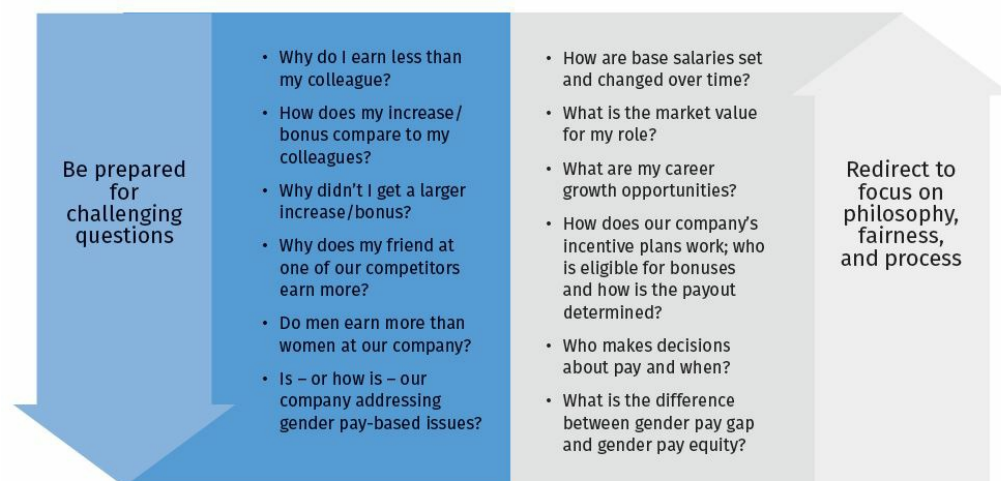 Be prepared
for
challenging
questions
• Why do I earn less than
my colleague?
• How does my increase/
bonus compare to my
colleagues?
• Why didn't I get a larger
increase/bonus?
• Why does my friend at
one of our competitors
earn more?
• Do men earn more than
women at our company?
• Is – or how is – our
company addressing
gender pay-based issues?
• How are base salaries set
and changed over time?
• What is the market value
for my role?
• What are my career
growth opportunities?
• How does our company's
incentive plans work; who
is eligible for bonuses
and how is the payout
determined?
• Who makes decisions
about pay and when?
• What is the difference
between gender pay gap
and gender pay equity?
Redirect to
focus on
philosophy,
fairness,
and process